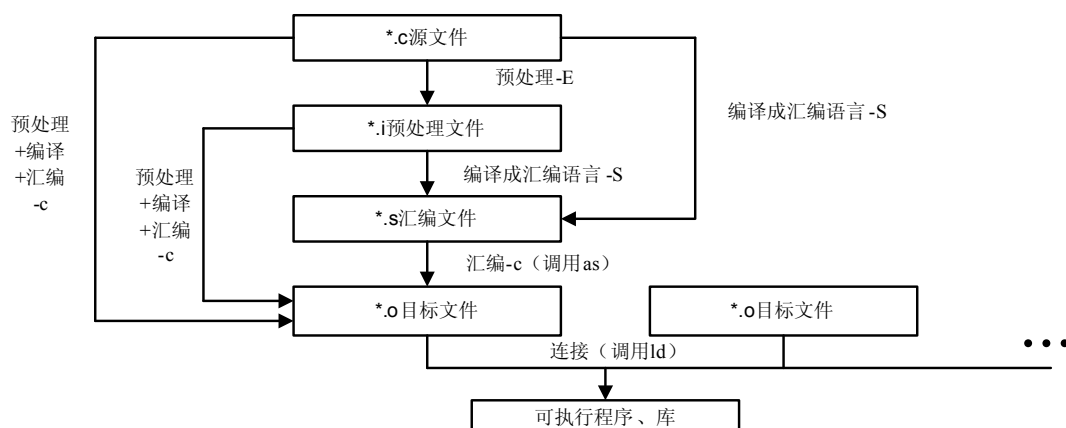 *.c源文件
预处理-E
预处理
+编译
+汇编
-c
*.i预处理文件
编译成汇编语言-S
预处理
+编译
+汇编
-c
编译成汇编语言 -S
*.s汇编文件
汇编-c（调用as）
*.o目标文件
*.o目标文件
连接（调用ld）
•••
可执行程序、库